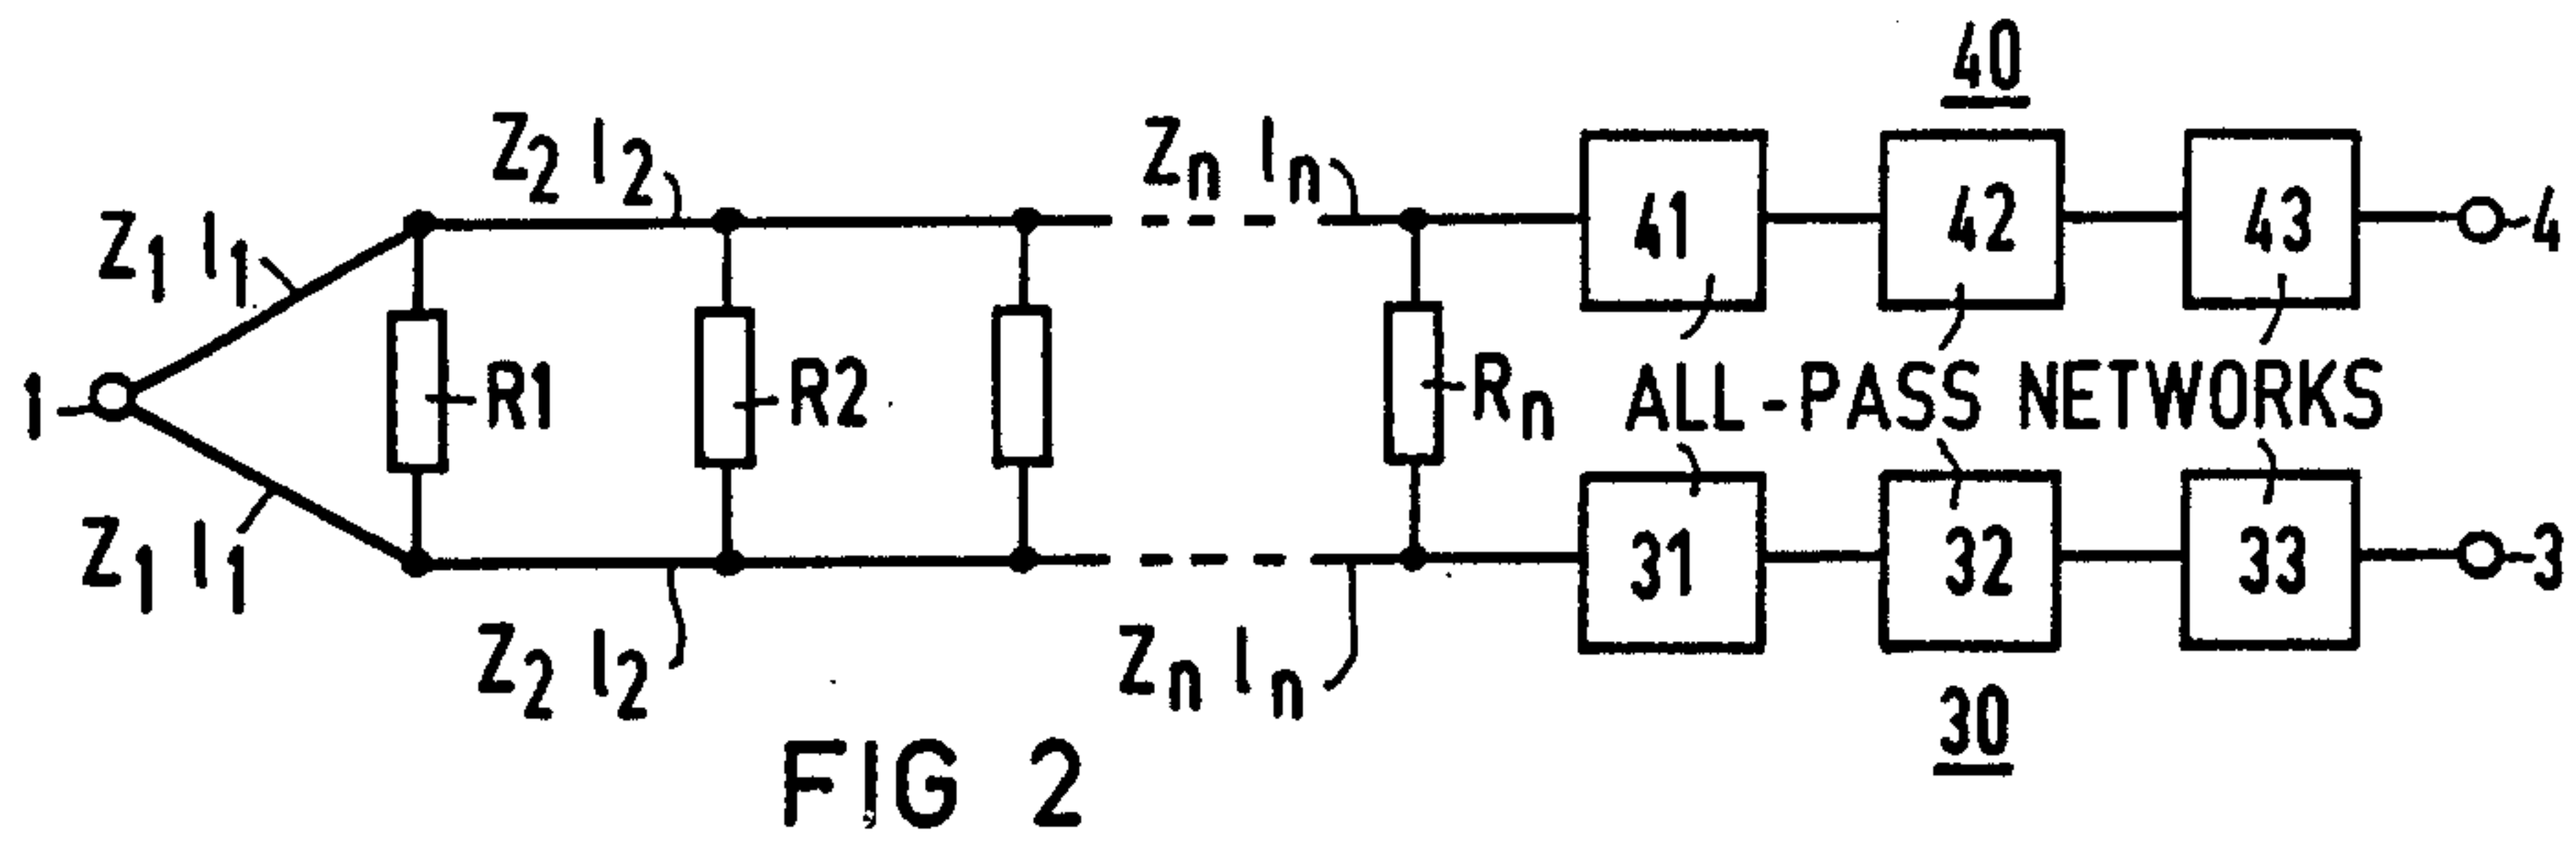 40
Z2 l2
Zn ln
Z1 l1
41
42
43
4
1
R1
R2
Rn
ALL-PASS NETWORKS
31
32
33
3
Z1 l1
Z2 l2
Zn ln
30
FIG 2